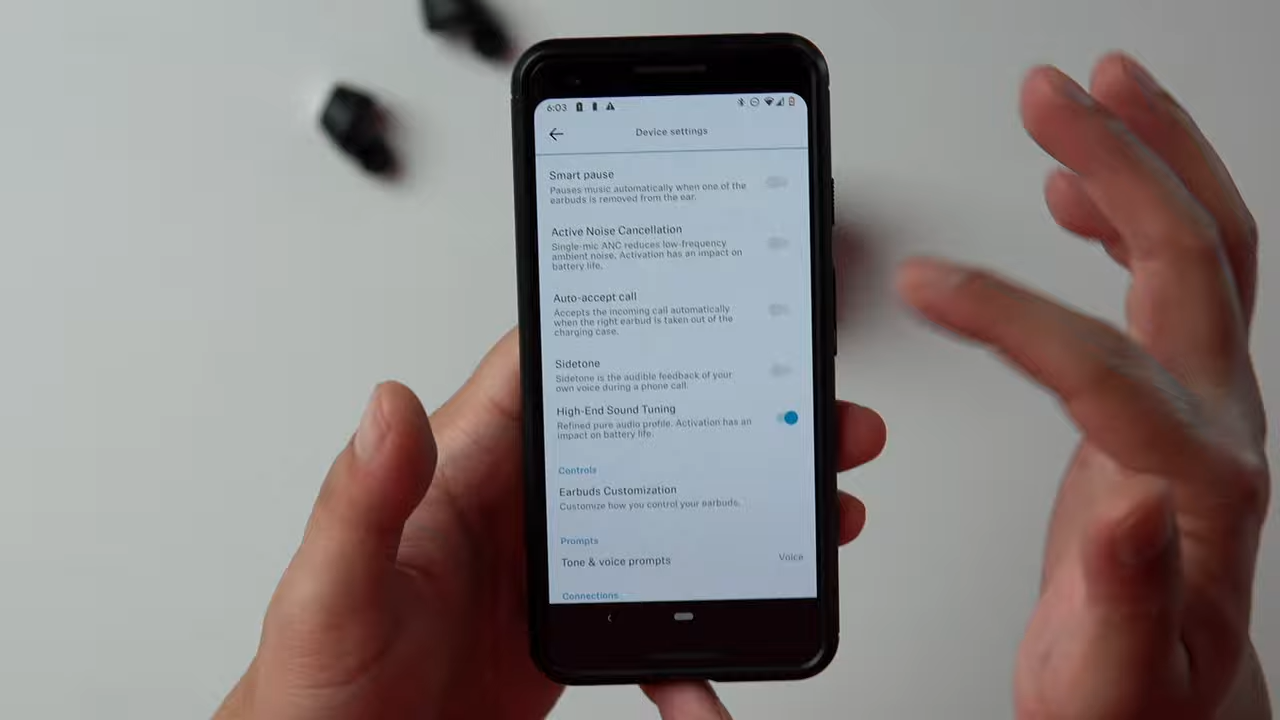 6:03
Device settings
Smart pause
Pauses music automatically when one of the
earbuds is removed from the ear.
Active Noise Cancellation
Single-mic ANC reduces low-frequency
ambient noise. Activation has an impact on
battery life.
Auto-accept call
Accepts the incoming call automatically
when the right earbud is taken out of the
charging case.
Sidetone
Sidetone is the audible feedback of your
own voice during a phone call.
High-End Sound Tuning
Refined pure audio profile. Activation has an
impact on battery life.
Controls
Earbuds Customization
Customize how you control your earbuds.
Prompts
Tone & voice prompts
Voice
Connections